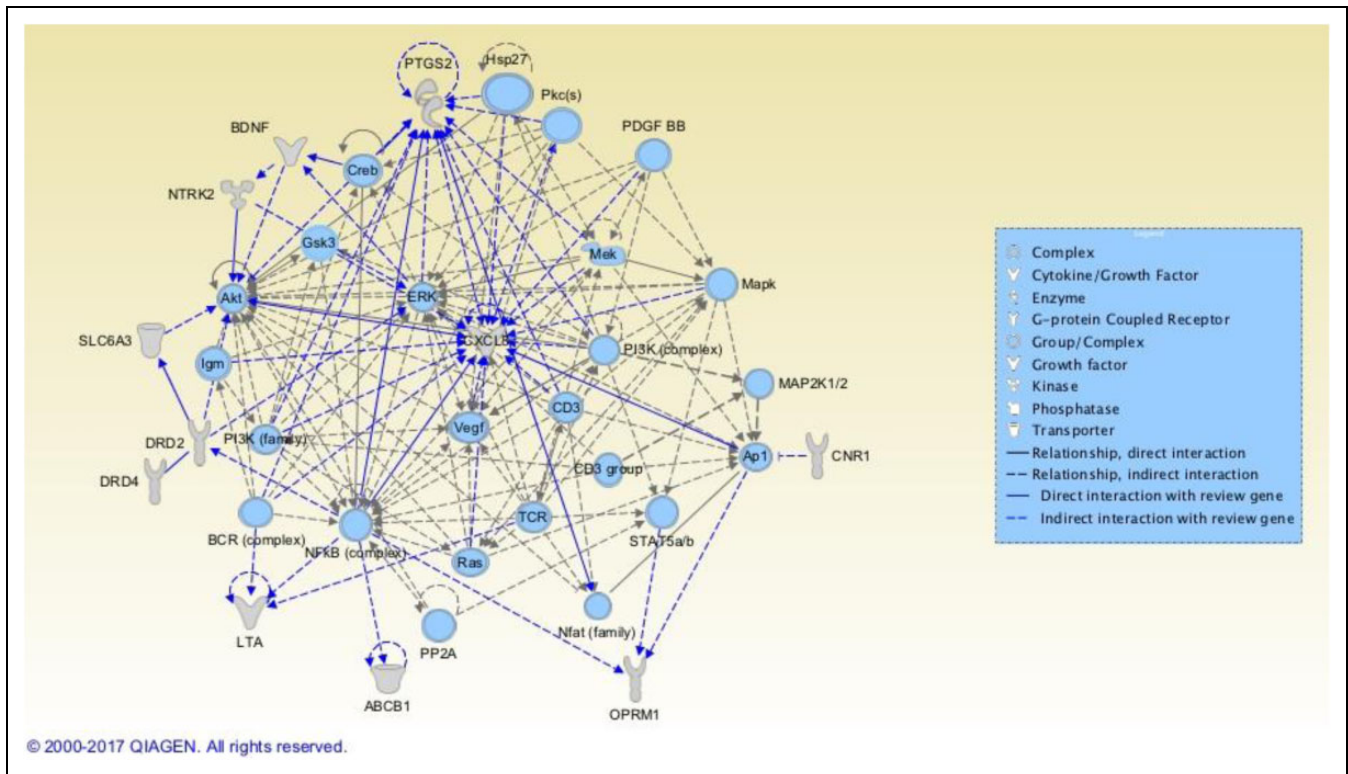 PTGS2
Hsp27
Pkc(s)
BDNF
PDGF BB
Creb
NTRK2
Gsk3
Mek
Mapk
Akt
ERK
SLC6A3
CXCL8
Igm
PI3K (complex)
MAP2K1/2
CD3
DRD2
PI3K (family)
Vegf
Ap1
CNR1
DRD4
CD3 group
BCR (complex)
NFkB (complex)
TCR
STAT5a/b
Ras
LTA
PP2A
Nfat (family)
ABCB1
OPRM1
Complex
Cytokine/Growth Factor
Enzyme
G-protein Coupled Receptor
Group/Complex
Growth factor
Kinase
Phosphatase
Transporter
Relationship, direct interaction
Relationship, indirect interaction
Direct interaction with review gene
Indirect interaction with review gene
© 2000-2017 QIAGEN. All rights reserved.